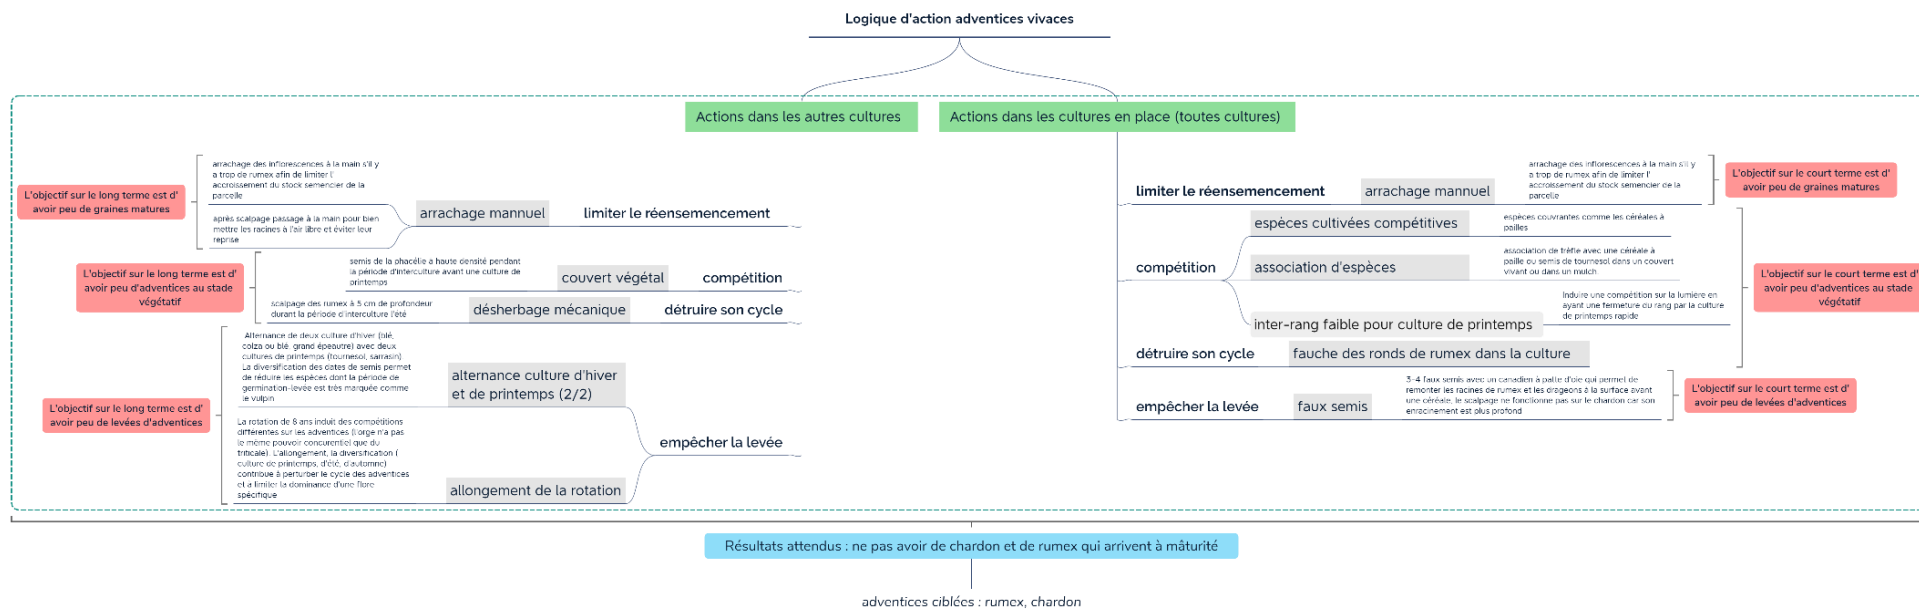 Logique d'action adventices vivaces
Actions dans les autres cultures
Actions dans les cultures en place (toutes cultures)
L'objectif sur le long terme est d'
avoir peu de graines matures
arrachage des inflorescences à la main s'il y
a trop de rumex afin de limiter l'
accroissement du stock semencier de la
parcelle
après scalpage passage à la main pour bien
mettre les racines à l'air libre et éviter leur
reprise
arrachage mannuel
limiter le réensemencement
L'objectif sur le long terme est d'
avoir peu d'adventices au stade
végétatif
semis de la phacélie a haute densité pendant
la période d'interculture avant une culture de
printemps
couvert végétal
compétition
scalpage des rumex à 5 cm de profondeur
durant la période d'interculture l'été
désherbage mécanique
détruire son cycle
L'objectif sur le long terme est d'
avoir peu de levées d'adventices
Alternance de deux culture d'hiver (blé,
colza ou blé, grand épeautre) avec deux
cultures de printemps (tournesol, sarrasin)
La diversification des dates de semis permet
de réduire les espèces dont la période de
germination-levée est très marquée comme
le vulpin
alternance culture d'hiver
et de printemps (2/2)
La rotation de 8 ans induit des compétitions
différentes sur les adventices (l'orge n'a pas
le même pouvoir concurentiel que du
triticale). L'allongement, la diversification (
culture de printemps, d'été, d'automne)
contribue à perturber le cycle des adventices
et à limiter la dominance d'une flore
spécifique
allongement de la rotation
empêcher la levée
limiter le réensemencement
arrachage mannuel
arrachage des inflorescences à la main s'il y
a trop de rumex afin de limiter l'
accroissement du stock semencier de la
parcelle
L'objectif sur le court terme est d'
avoir peu de graines matures
compétition
espèces cultivées compétitives
espèces couvrantes comme les céréales à
pailles
association d'espèces
association de trèfle avec une céréale à
paille ou semis de tournesol dans un couvert
vivant ou dans un mulch
inter-rang faible pour culture de printemps
Induire une compétition sur la lumière en
ayant une fermeture du rang par la culture
de printemps rapide
L'objectif sur le court terme est d'
avoir peu d'adventices au stade
végétatif
détruire son cycle
fauche des ronds de rumex dans la culture
empêcher la levée
faux semis
3-4 faux semis avec un canadien à patte d'oie qui permet de
remonter les racines de rumex et les drageons à la surface avant
une céréale; le scalpage ne fonctionne pas sur le chardon car son
enracinement est plus profond
L'objectif sur le court terme est d'
avoir peu de levées d'adventices
Résultats attendus : ne pas avoir de chardon et de rumex qui arrivent à mâturité
adventices ciblées : rumex, chardon